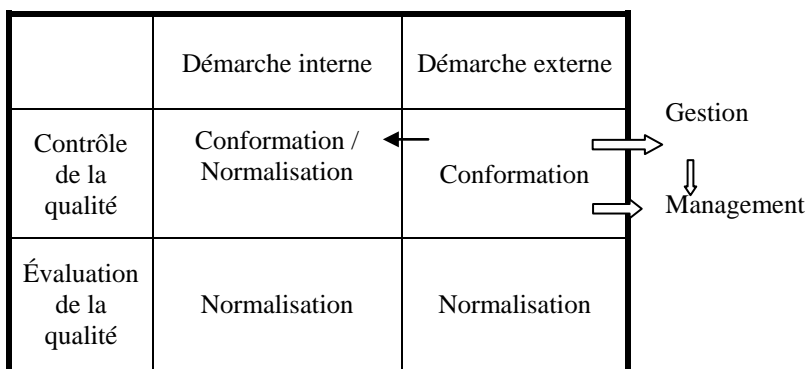 Démarche interne
Démarche externe
Gestion
Contrôle
de la
qualité
Conformation /
Normalisation
Conformation
Management
Évaluation
de la
qualité
Normalisation
Normalisation